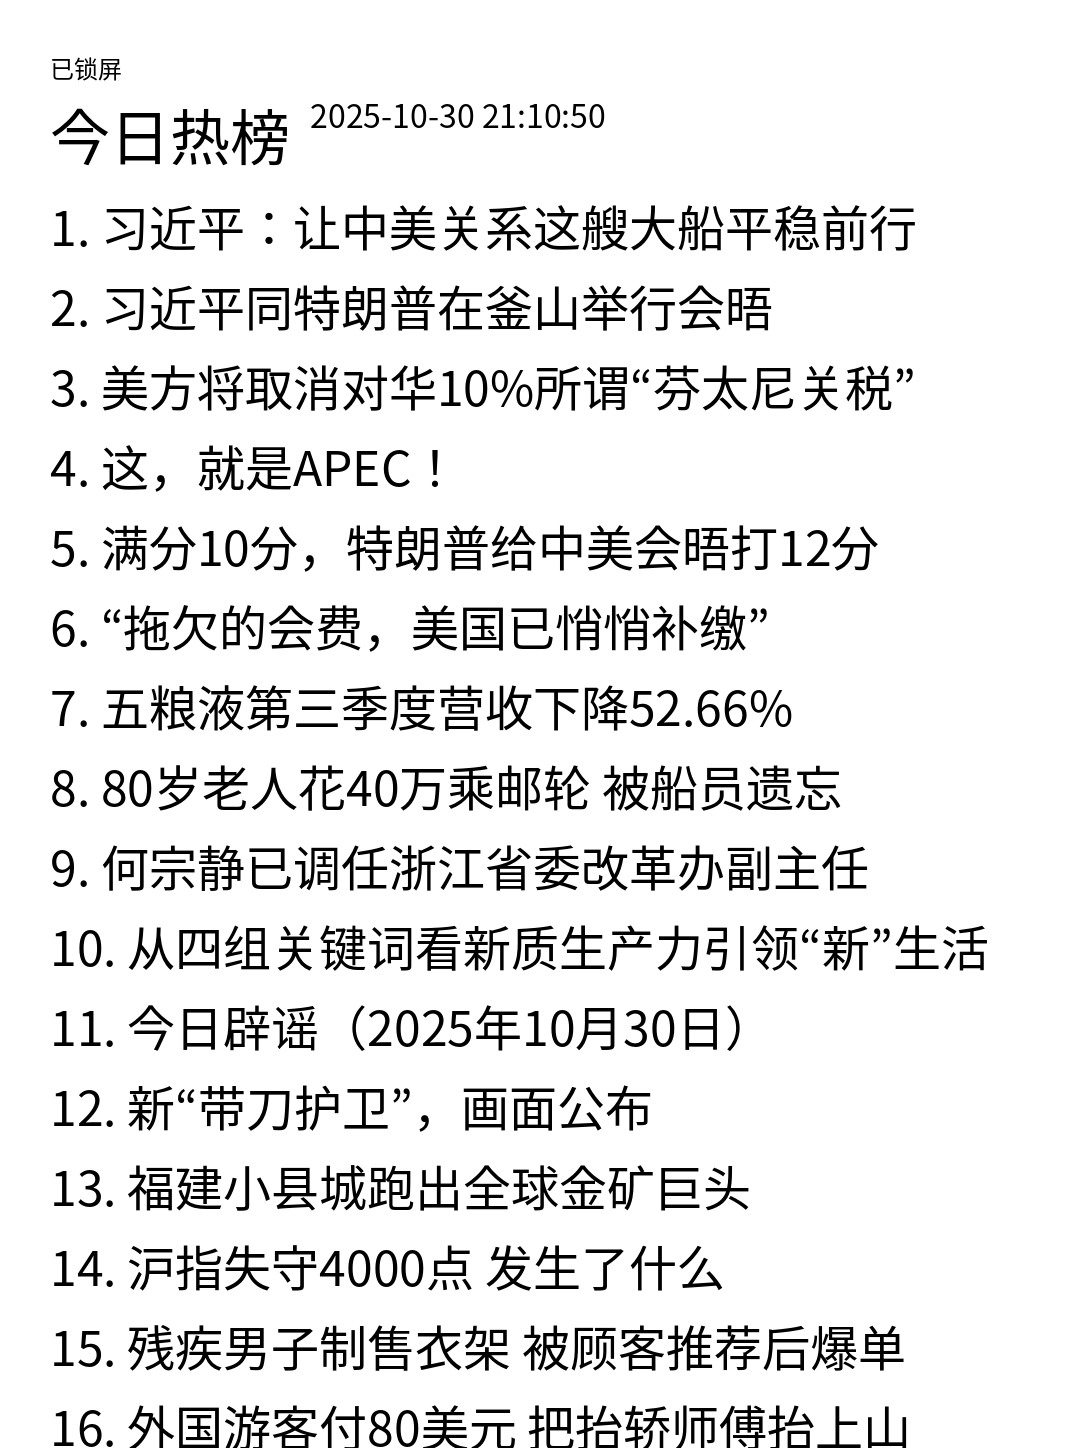 已锁屏
今日热榜 2025-10-30 21:10:50
1. 习近平：让中美关系这艘大船平稳前行
2. 习近平同特朗普在釜山举行会晤
3. 美方将取消对华10%所谓“芬太尼关税”
4. 这，就是APEC！
5. 满分10分，特朗普给中美会晤打12分
6. “拖欠的会费，美国已悄悄补缴”
7. 五粮液第三季度营收下降52.66%
8. 80岁老人花40万乘邮轮 被船员遗忘
9. 何宗静已调任浙江省委改革办副主任
10. 从四组关键词看新质生产力引领“新”生活
11. 今日辟谣（2025年10月30日）
12. 新“带刀护卫”，画面公布
13. 福建小县城跑出全球金矿巨头
14. 沪指失守4000点 发生了什么
15. 残疾男子制售衣架 被顾客推荐后爆单
16. 外国游客付80美元 把抬轿师傅抬上山